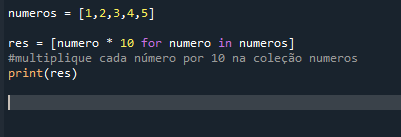 numeros = [1,2,3,4,5]
res = [numero * 10 for numero in numeros]
#multiplique cada número por 10 na coleção numeros
print(res)